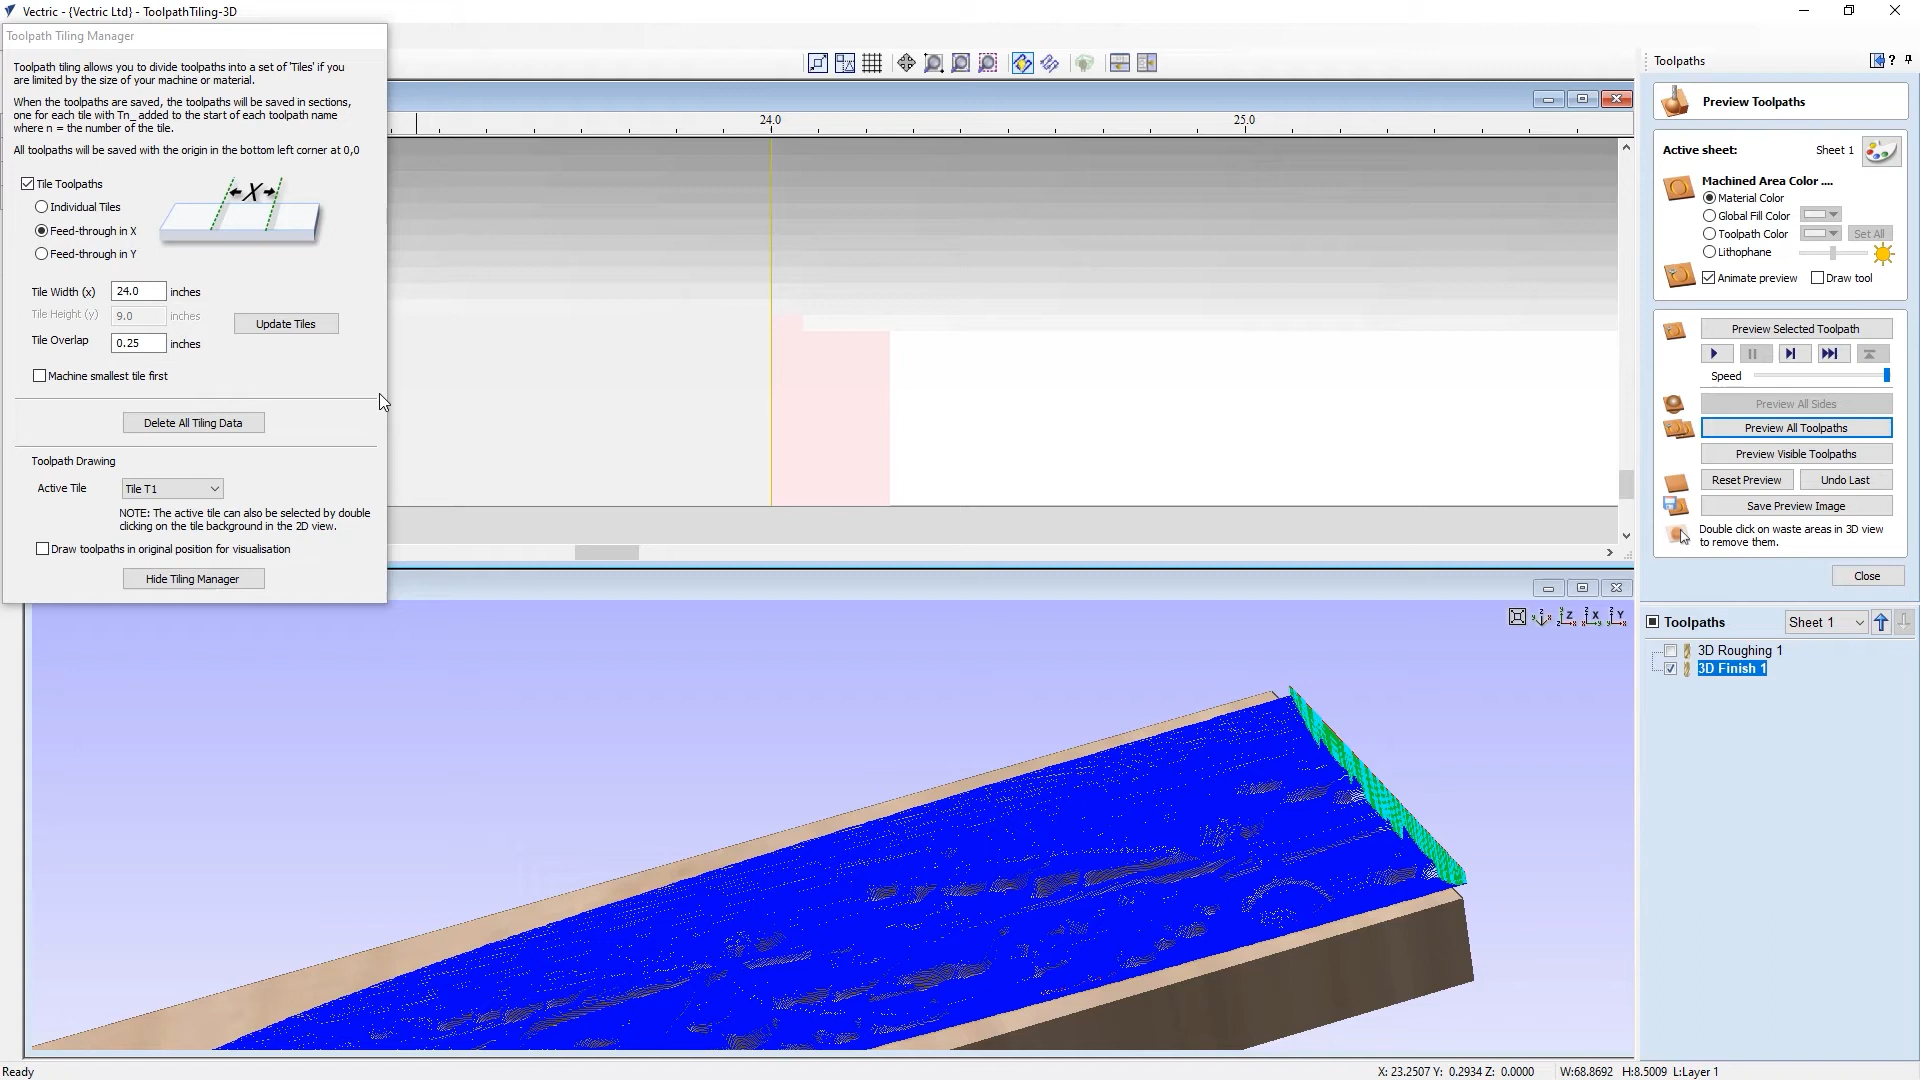 Vectric - {Vectric Ltd} - ToolpathTiling-3D
Toolpath Tiling Manager
Toolpath tiling allows you to divide toolpaths into a set of 'Tiles' if you
are limited by the size of your machine or material.
When the toolpaths are saved, the toolpaths will be saved in sections,
one for each tile with Tn_ added to the start of each toolpath name
where n = the number of the tile.
All toolpaths will be saved with the origin in the bottom left corner at 0,0
Tile Toolpaths
Individual Tiles
Feed-through in X
Feed-through in Y
X
Tile Width (x) 24.0 inches
Tile Height (y) 9.0 inches
Update Tiles
Tile Overlap 0.25 inches
Machine smallest tile first
Delete All Tiling Data
Toolpath Drawing
Active Tile Tile T1
NOTE: The active tile can also be selected by double
clicking on the tile background in the 2D view.
Draw toolpaths in original position for visualisation
Hide Tiling Manager
24.0 25.0
Toolpaths
?
Preview Toolpaths
Active sheet: Sheet 1
Machined Area Color ....
Material Color
Global Fill Color
Toolpath Color Set All
Lithophane
Animate preview Draw tool
Preview Selected Toolpath
Speed
Preview All Sides
Preview All Toolpaths
Preview Visible Toolpaths
Reset Preview Undo Last
Save Preview Image
Double click on waste areas in 3D view
to remove them.
Close
Toolpaths Sheet 1
3D Roughing 1
3D Finish 1
Ready
X: 23.2507 Y: 0.2934 Z: 0.0000 W:68.8692 H:8.5009 L:Layer 1